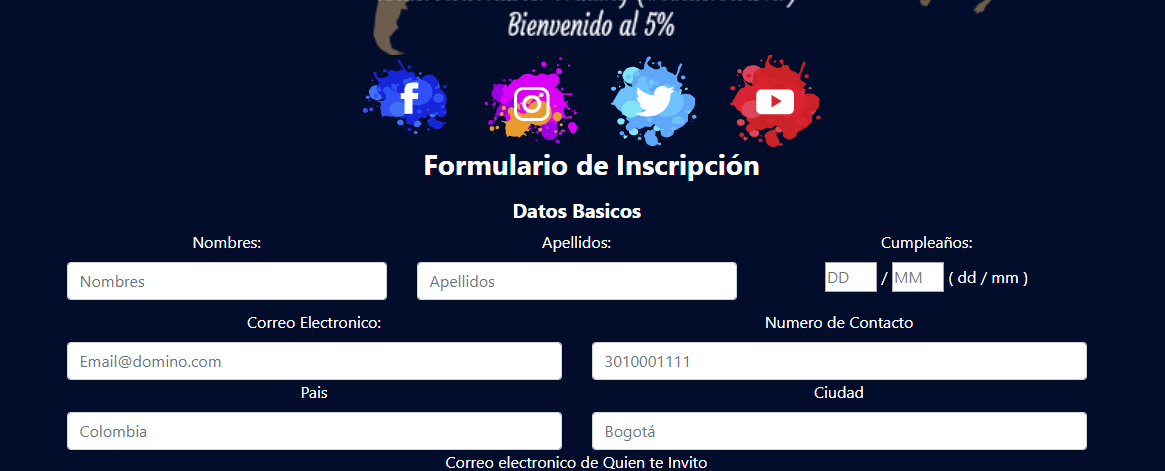 Bienvenido al 5%
Formulario de Inscripción
Datos Basicos
Nombres: Apellidos: Cumpleaños:
Nombres Apellidos DD / MM ( dd / mm )
Correo Electronico: Numero de Contacto
Email@domino.com 3010001111
Pais Ciudad
Colombia Bogotá
Correo electronico de Quien te Invito